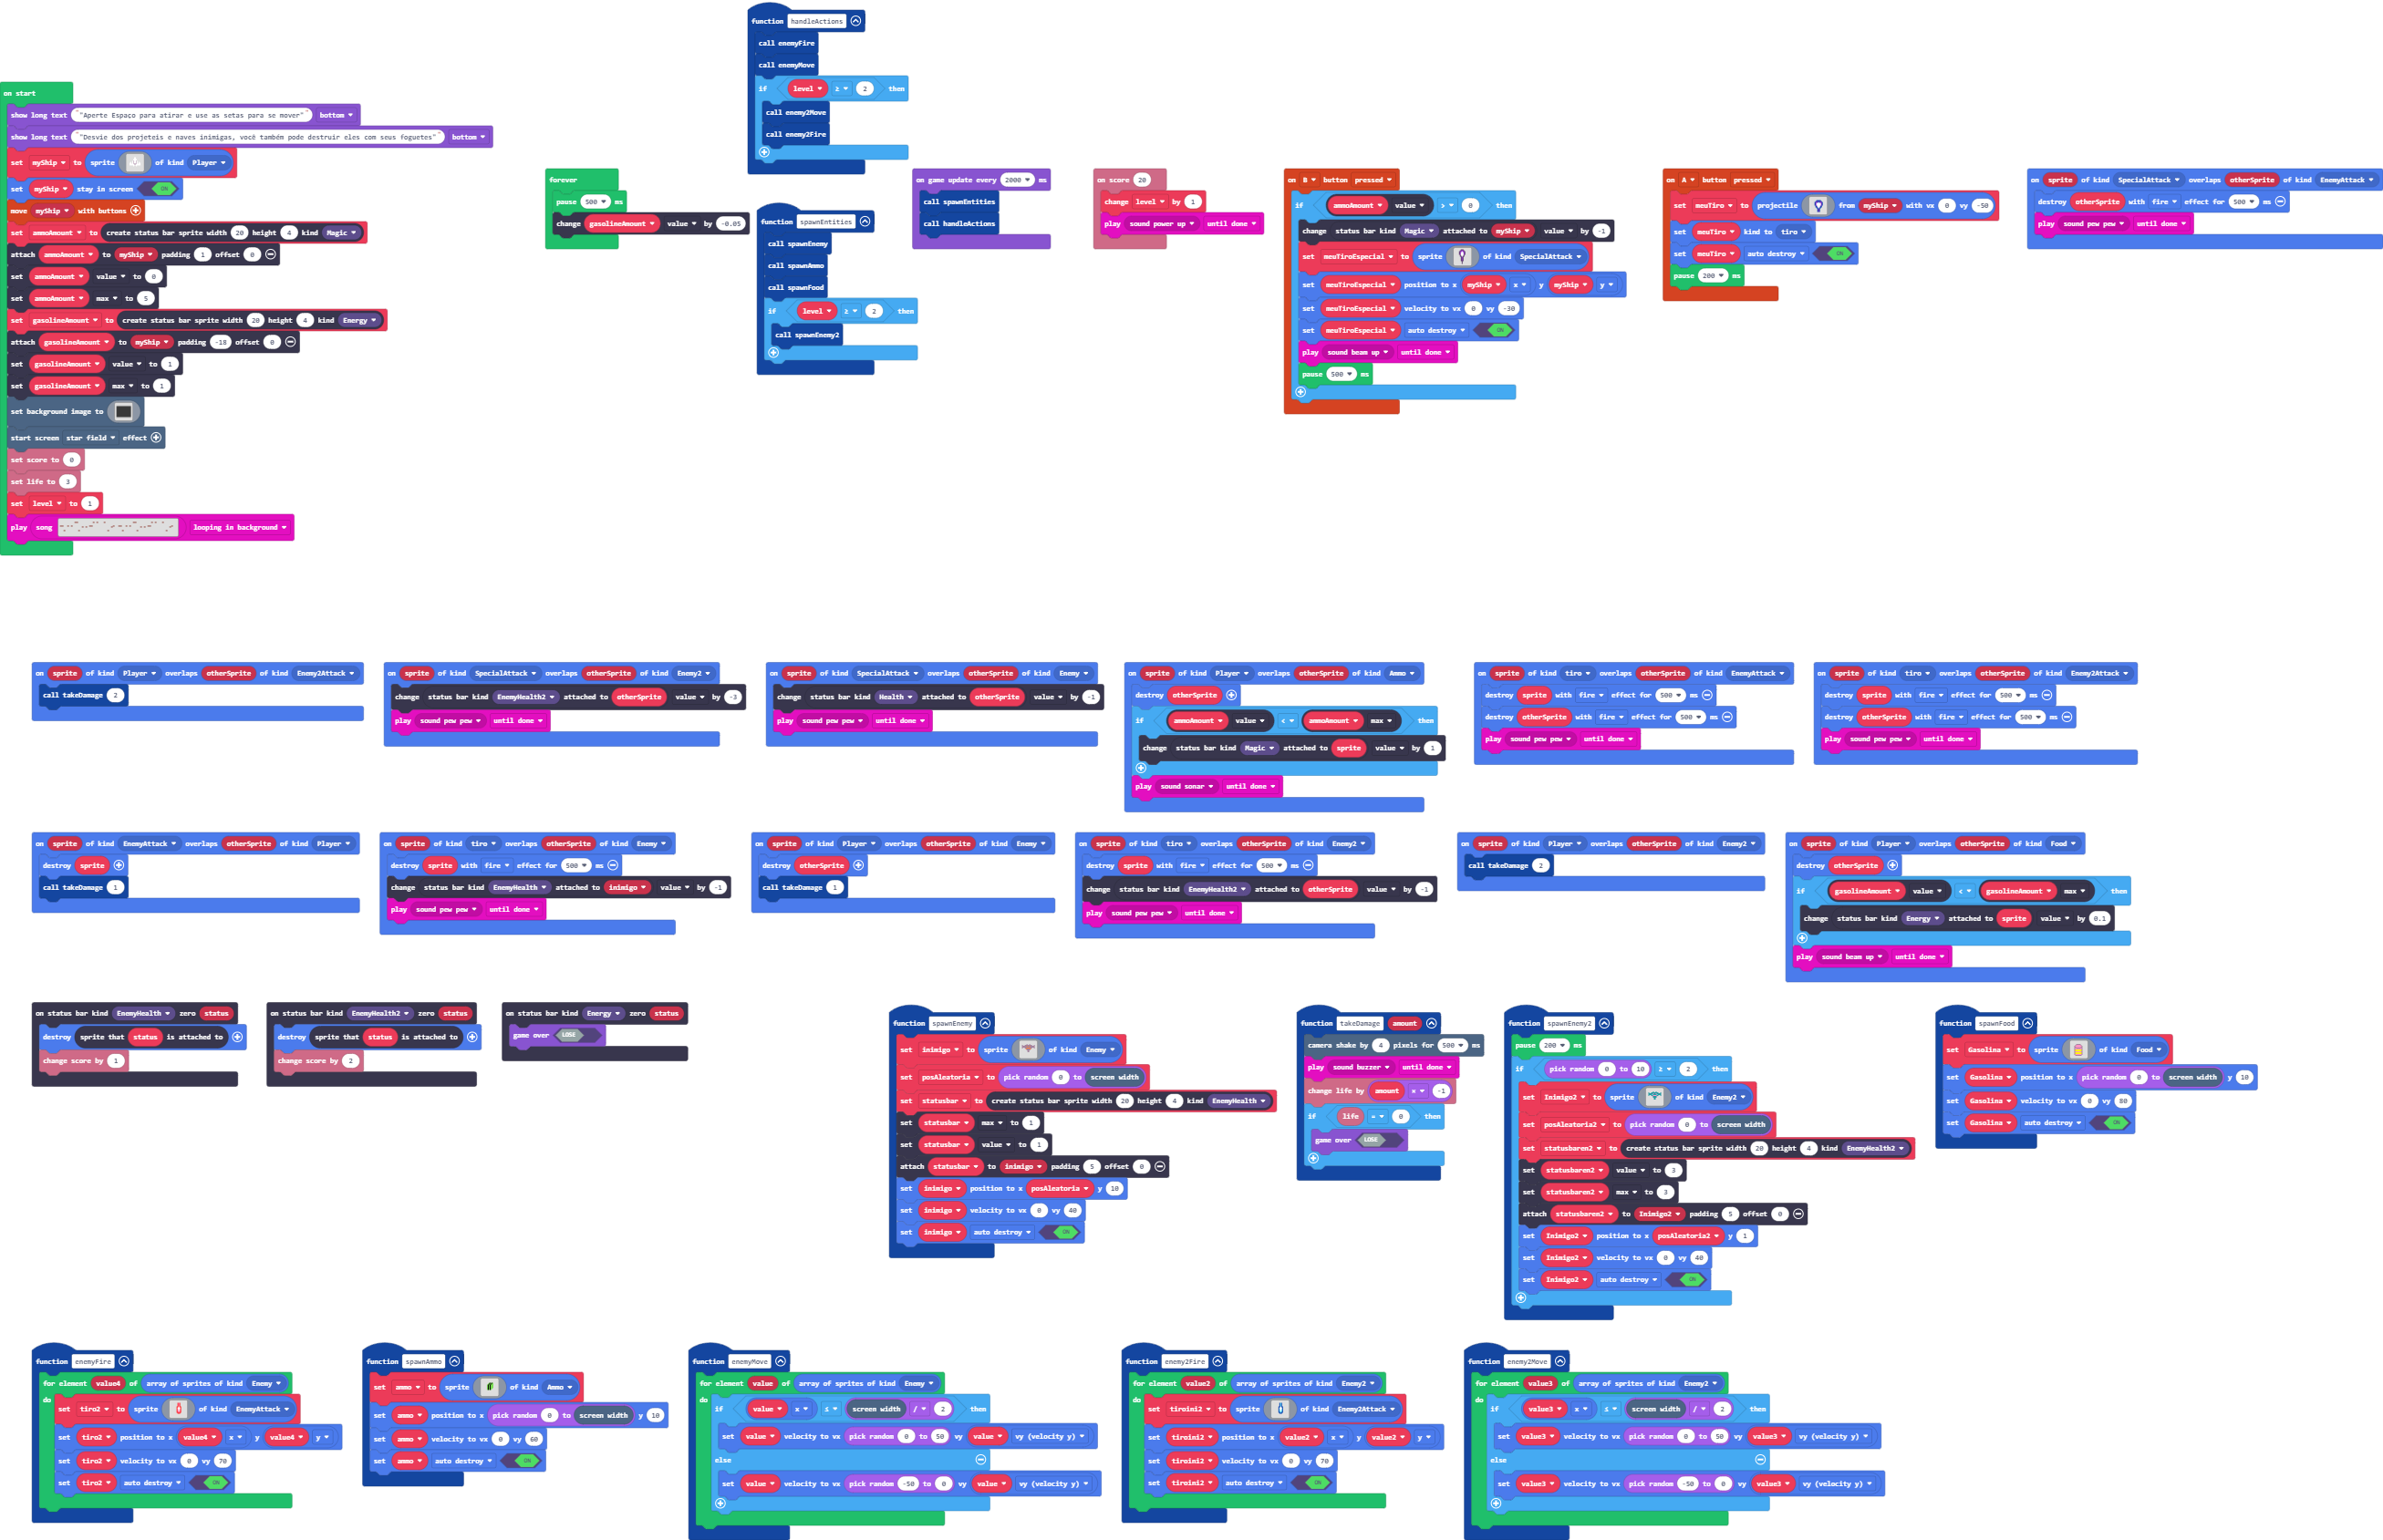 function handleActions
call enemyFire
call enemyMove
if level ≥ 2 then
call enemy2Move
call enemy2Fire
on start
show long text "Aperte Espaço para atirar e use as setas para se mover" bottom
show long text "Desvie dos projeteis e naves inimigas, você também pode destruir eles com seus foguetes" bottom
set myShip to sprite of kind Player
set myShip stay in screen ON
move myShip with buttons
set ammoAmount to create status bar sprite width 20 height 4 kind Magic
attach ammoAmount to myShip padding 1 offset 0
set ammoAmount value to 0
set ammoAmount max to 5
set gasolineAmount to create status bar sprite width 20 height 4 kind Energy
attach gasolineAmount to myShip padding -18 offset 0
set gasolineAmount value to 1
set gasolineAmount max to 1
set background image to
start screen star field effect
set score to 0
set life to 3
set level to 1
play song looping in background
forever
pause 500 ms
change gasolineAmount value by -0.05
function spawnEntities
call spawnEnemy
call spawnAmmo
call spawnFood
if level ≥ 2 then
call spawnEnemy2
on game update every 2000 ms
call spawnEntities
call handleActions
on score 20
change level by 1
play sound power up until done
on B button pressed
if ammoAmount value > 0 then
change status bar kind Magic attached to myShip value by -1
set meuTiroEspecial to sprite of kind SpecialAttack
set meuTiroEspecial position to x myShip x y myShip y
set meuTiroEspecial velocity to vx 0 vy -30
set meuTiroEspecial auto destroy ON
play sound beam up until done
pause 500 ms
on A button pressed
set meuTiro to projectile from myShip with vx 0 vy -50
set meuTiro kind to tiro
set meuTiro auto destroy ON
pause 200 ms
on sprite of kind SpecialAttack overlaps otherSprite of kind EnemyAttack
destroy otherSprite with fire effect for 500 ms
play sound pew pew until done
on sprite of kind Player overlaps otherSprite of kind Enemy2Attack
call takeDamage 2
on sprite of kind SpecialAttack overlaps otherSprite of kind Enemy2
change status bar kind EnemyHealth2 attached to otherSprite value by -3
play sound pew pew until done
on sprite of kind SpecialAttack overlaps otherSprite of kind Enemy
change status bar kind Health attached to otherSprite value by -1
play sound pew pew until done
on sprite of kind Player overlaps otherSprite of kind Ammo
destroy otherSprite
if ammoAmount value < ammoAmount max then
change status bar kind Magic attached to sprite value by 1
play sound sonar until done
on sprite of kind tiro overlaps otherSprite of kind EnemyAttack
destroy sprite with fire effect for 500 ms
destroy otherSprite with fire effect for 500 ms
play sound pew pew until done
on sprite of kind tiro overlaps otherSprite of kind Enemy2Attack
destroy sprite with fire effect for 500 ms
destroy otherSprite with fire effect for 500 ms
play sound pew pew until done
on sprite of kind EnemyAttack overlaps otherSprite of kind Player
destroy sprite
call takeDamage 1
on sprite of kind tiro overlaps otherSprite of kind Enemy
destroy sprite with fire effect for 500 ms
change status bar kind EnemyHealth attached to inimigo value by -1
play sound pew pew until done
on sprite of kind Player overlaps otherSprite of kind Enemy
destroy otherSprite
call takeDamage 1
on sprite of kind tiro overlaps otherSprite of kind Enemy2
destroy sprite with fire effect for 500 ms
change status bar kind EnemyHealth2 attached to otherSprite value by -1
play sound pew pew until done
on sprite of kind Player overlaps otherSprite of kind Enemy2
call takeDamage 2
on sprite of kind Player overlaps otherSprite of kind Food
destroy otherSprite
if gasolineAmount value < gasolineAmount max then
change status bar kind Energy attached to sprite value by 0.1
play sound beam up until done
on status bar kind EnemyHealth zero status
destroy sprite that status is attached to
change score by 1
on status bar kind EnemyHealth2 zero status
destroy sprite that status is attached to
change score by 2
on status bar kind Energy zero status
game over LOSE
function spawnEnemy
set inimigo to sprite of kind Enemy
set posAleatoria to pick random 0 to screen width
set statusbar to create status bar sprite width 20 height 4 kind EnemyHealth
set statusbar max to 1
set statusbar value to 1
attach statusbar to inimigo padding 5 offset 0
set inimigo position to x posAleatoria y 10
set inimigo velocity to vx 0 vy 40
set inimigo auto destroy ON
function takeDamage amount
camera shake by 4 pixels for 500 ms
play sound buzzer until done
change life by amount x -1
if life = 0 then
game over LOSE
function spawnEnemy2
pause 200 ms
if pick random 0 to 10 ≥ 2 then
set Inimigo2 to sprite of kind Enemy2
set posAleatoria2 to pick random 0 to screen width
set statusbaren2 to create status bar sprite width 20 height 4 kind EnemyHealth2
set statusbaren2 value to 3
set statusbaren2 max to 3
attach statusbaren2 to Inimigo2 padding 5 offset 0
set Inimigo2 position to x posAleatoria2 y 1
set Inimigo2 velocity to vx 0 vy 40
set Inimigo2 auto destroy ON
function spawnFood
set Gasolina to sprite of kind Food
set Gasolina position to x pick random 0 to screen width y 10
set Gasolina velocity to vx 0 vy 80
set Gasolina auto destroy ON
function enemyFire
for element value4 of array of sprites of kind Enemy
do
set tiro2 to sprite of kind EnemyAttack
set tiro2 position to x value4 x y value4 y
set tiro2 velocity to vx 0 vy 70
set tiro2 auto destroy ON
function spawnAmmo
set ammo to sprite of kind Ammo
set ammo position to x pick random 0 to screen width y 10
set ammo velocity to vx 0 vy 60
set ammo auto destroy ON
function enemyMove
for element value of array of sprites of kind Enemy
do
if value x ≤ screen width / 2 then
set value velocity to vx pick random 0 to 50 vy value vy (velocity y)
else
set value velocity to vx pick random -50 to 0 vy value vy (velocity y)
function enemy2Fire
for element value2 of array of sprites of kind Enemy2
do
set tiroini2 to sprite of kind Enemy2Attack
set tiroini2 position to x value2 x y value2 y
set tiroini2 velocity to vx 0 vy 70
set tiroini2 auto destroy ON
function enemy2Move
for element value3 of array of sprites of kind Enemy2
do
if value3 x ≤ screen width / 2 then
set value3 velocity to vx pick random 0 to 50 vy value3 vy (velocity y)
else
set value3 velocity to vx pick random -50 to 0 vy value3 vy (velocity y)